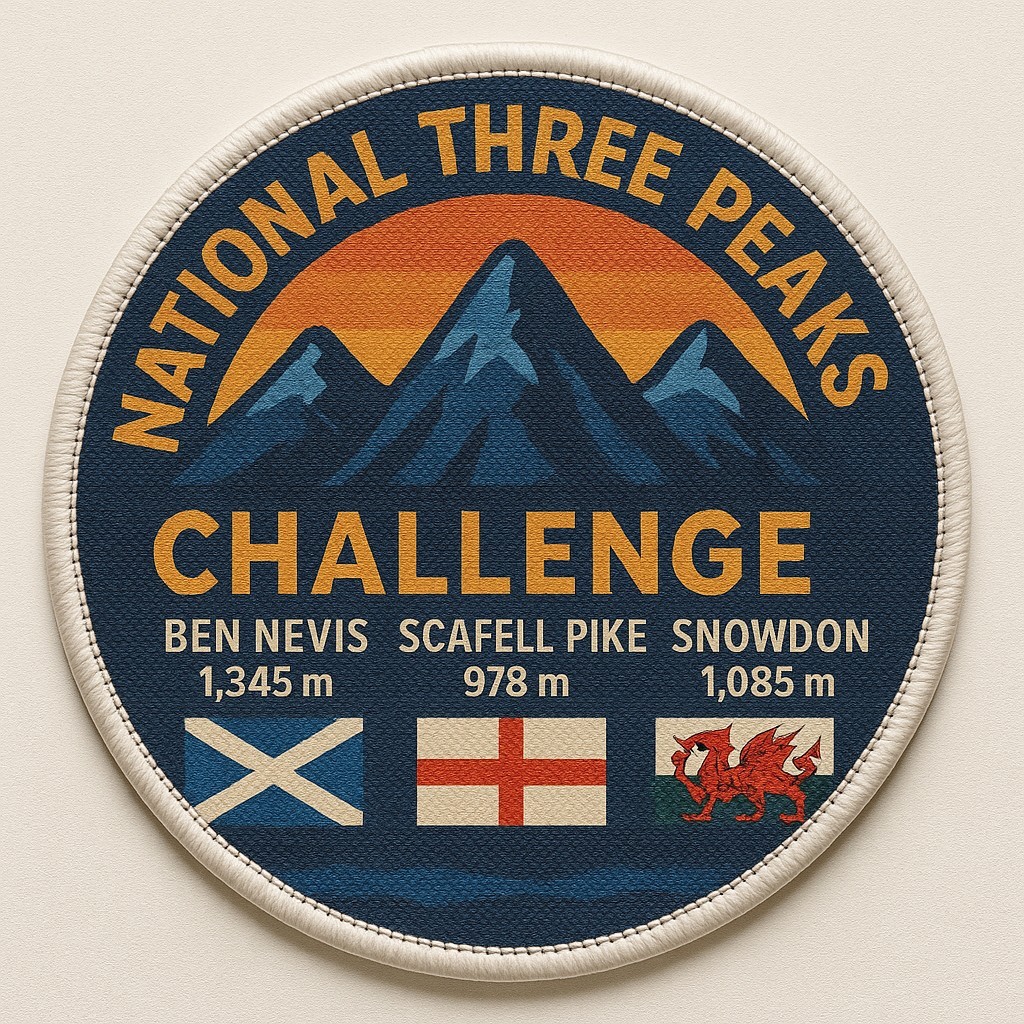 NATIONAL THREE PEAKS
CHALLENGE
BEN NEVIS SCAFELL PIKE SNOWDON
1,345 m 978 m 1,085 m